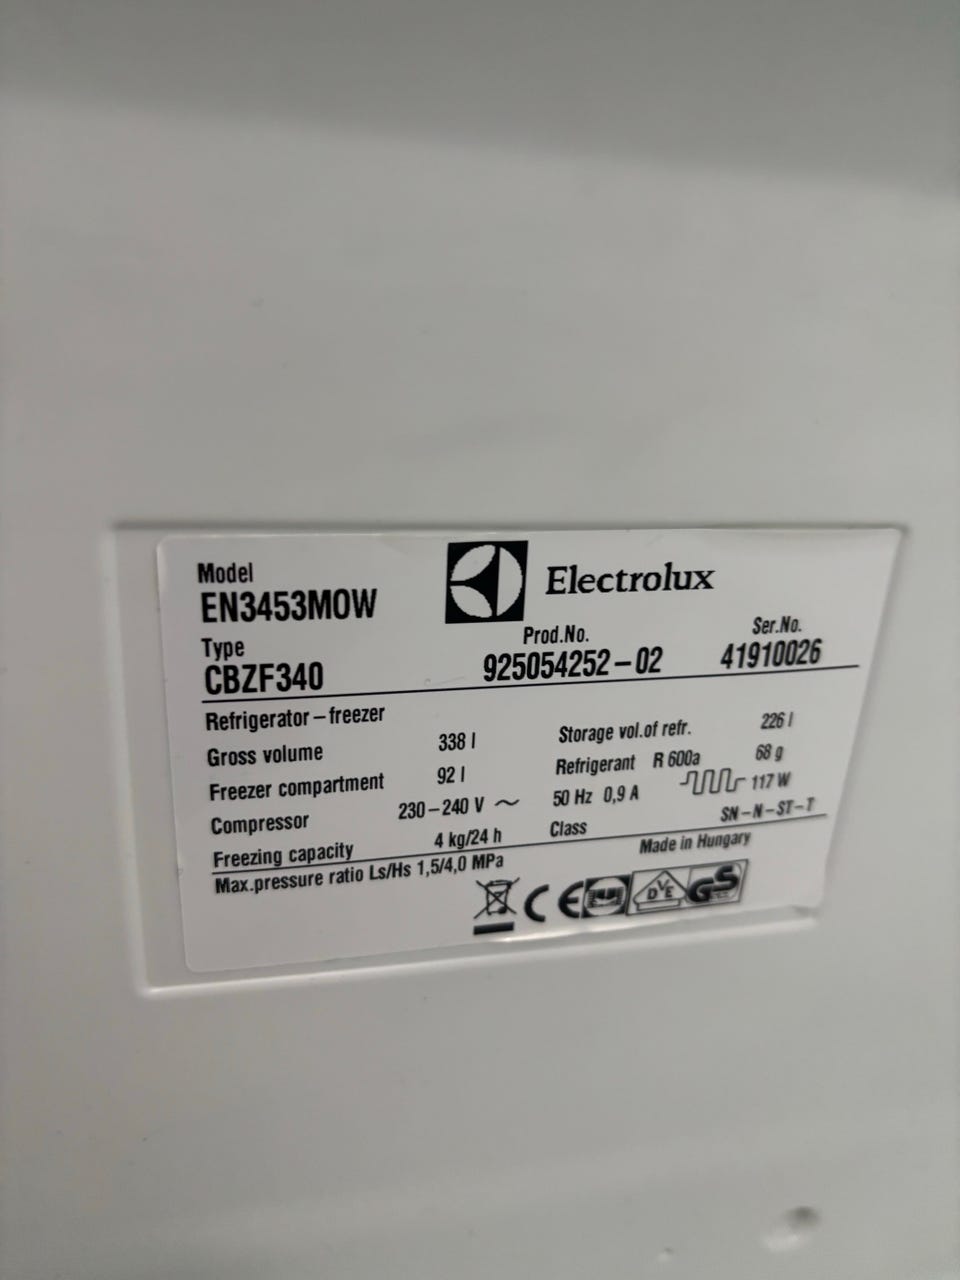 Model
EN3453MOW
Electrolux
Type
CBZF340
Prod.No.
925054252-02
Ser.No.
41910026
Refrigerator-freezer
Gross volume 338 l
Storage vol.of refr. 226 l
Freezer compartment 92 l
Refrigerant R 600a 68 g
Compressor 230-240 V ~ 50 Hz 0,9 A 117 W
Freezing capacity 4 kg/24 h
Class SN-N-ST-T
Max.pressure ratio Ls/Hs 1,5/4,0 MPa
Made in Hungary
CE
DVE
GS